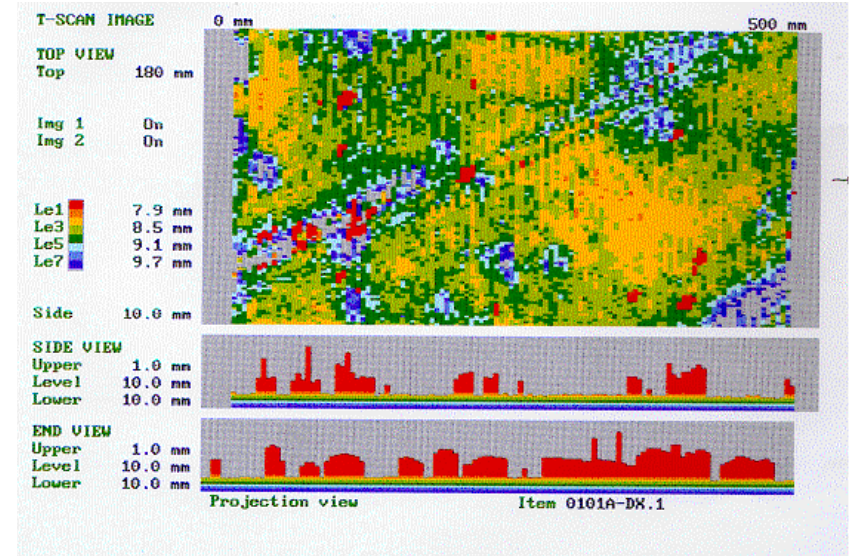 T-SCAN IMAGE
0 mm 500 mm
TOP VIEW
Top 180 mm
Img 1 On
Img 2 On
Le1 7.9 mm
Le3 8.5 mm
Le5 9.1 mm
Le7 9.7 mm
Side 10.0 mm
SIDE VIEW
Upper 1.0 mm
Level 10.0 mm
Lower 10.0 mm
END VIEW
Upper 1.0 mm
Level 10.0 mm
Lower 10.0 mm
Projection view Item 0101A-DX.1